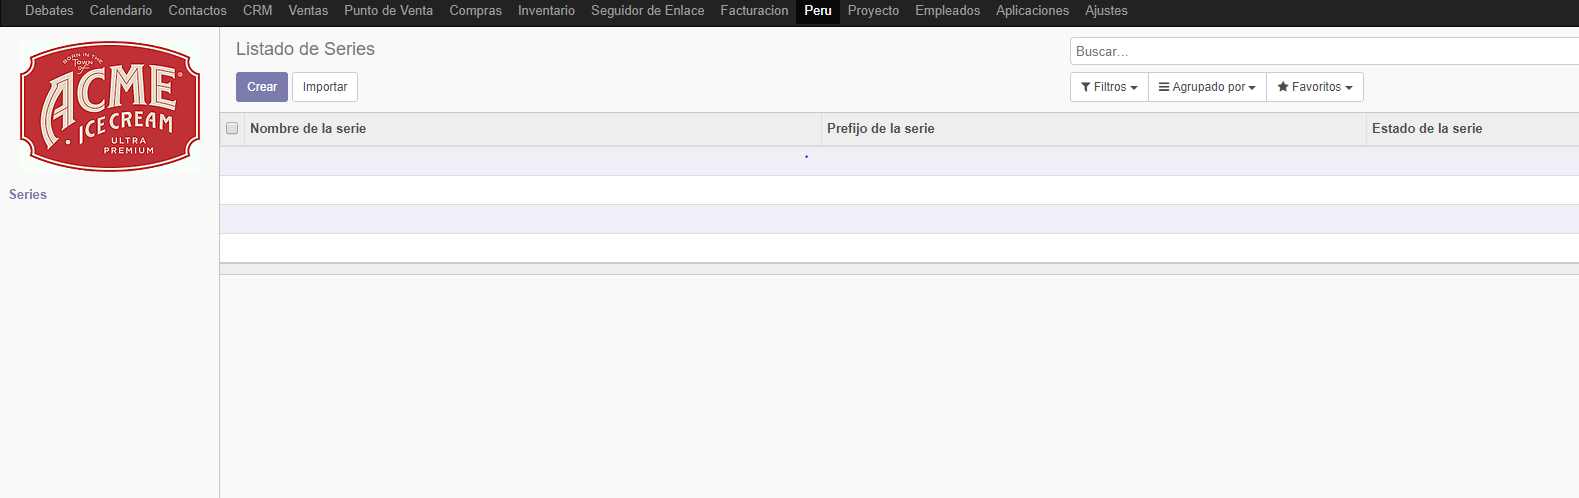 Debates Calendario Contactos CRM Ventas Punto de Venta Compras Inventario Seguidor de Enlace Facturacion Peru Proyecto Empleados Aplicaciones Ajustes
BORN IN THE
TOWN
of
ACME
ICE CREAM
ULTRA
PREMIUM
Series
Listado de Series
Buscar...
Crear Importar
Filtros Agrupado por Favoritos
Nombre de la serie Prefijo de la serie Estado de la serie